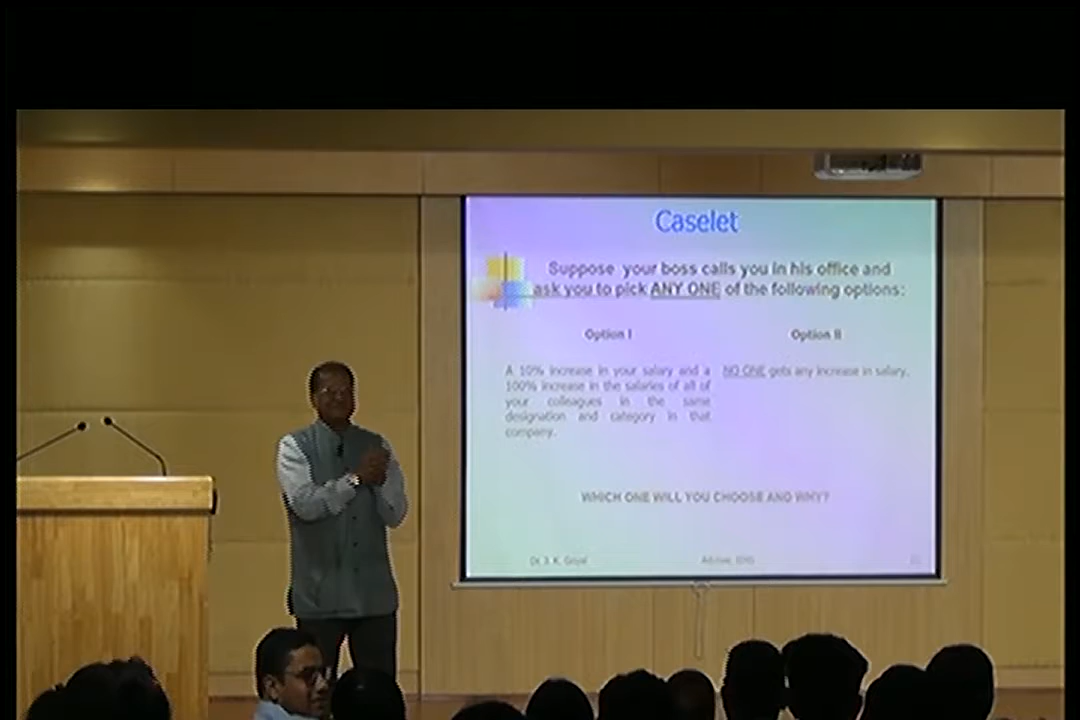 Caselet
Suppose your boss calls you in his office and
ask you to pick ANY ONE of the following options:
Option I
A 10% increase in your salary and a
100% increase in the salaries of all of
your colleagues in the same
designation and category in that
company.
Option II
NO ONE gets any increase in salary.
WHICH ONE WILL YOU CHOOSE AND WHY?
Dr. J. K. Goyal